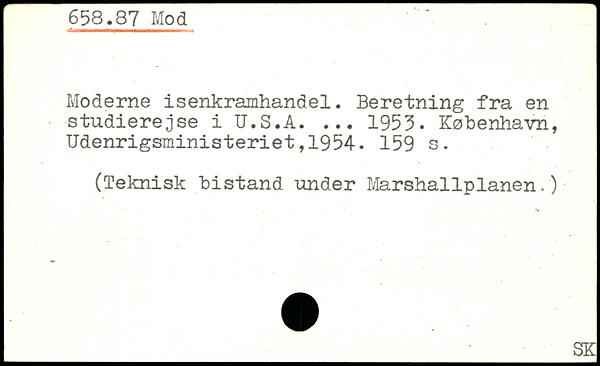 658.87 Mod
Moderne isenkramhandel. Beretning fra en
studierejse i U.S.A. ... 1953. København,
Udenrigsministeriet,1954. 159 s.
(Teknisk bistand under Marshallplanen.)
SK